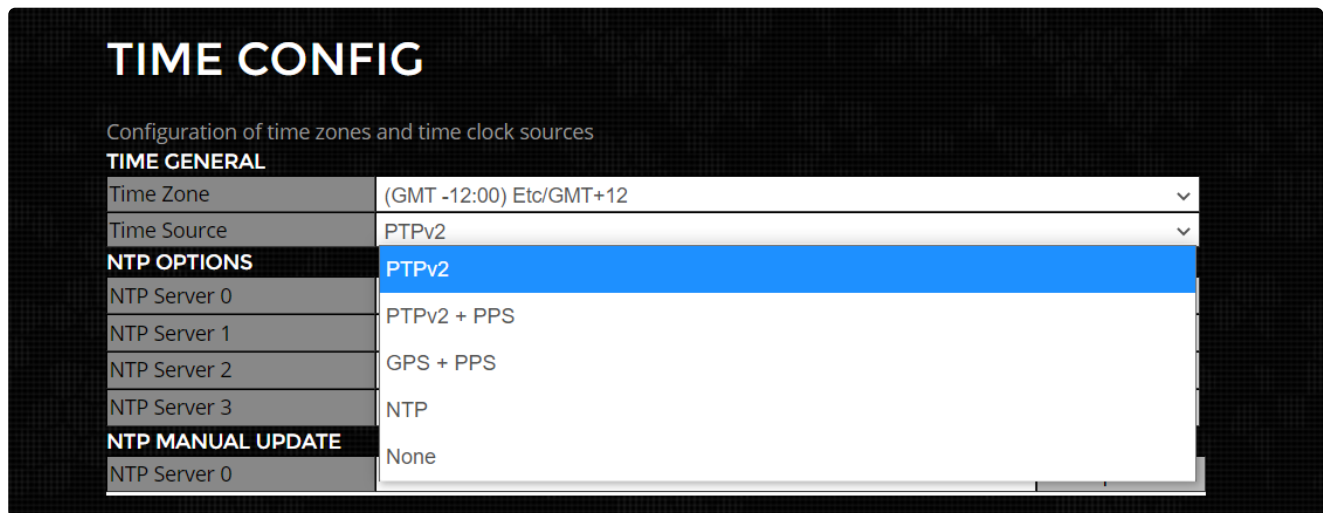 TIME CONFIG
Configuration of time zones and time clock sources
TIME GENERAL
Time Zone (GMT -12:00) Etc/GMT+12
Time Source PTPv2
NTP OPTIONS
PTPv2
NTP Server 0
PTPv2 + PPS
NTP Server 1
GPS + PPS
NTP Server 2
NTP Server 3
NTP
NTP MANUAL UPDATE
None
NTP Server 0